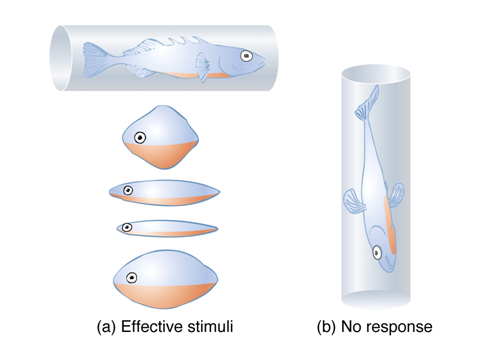 (a) Effective stimuli
(b) No response